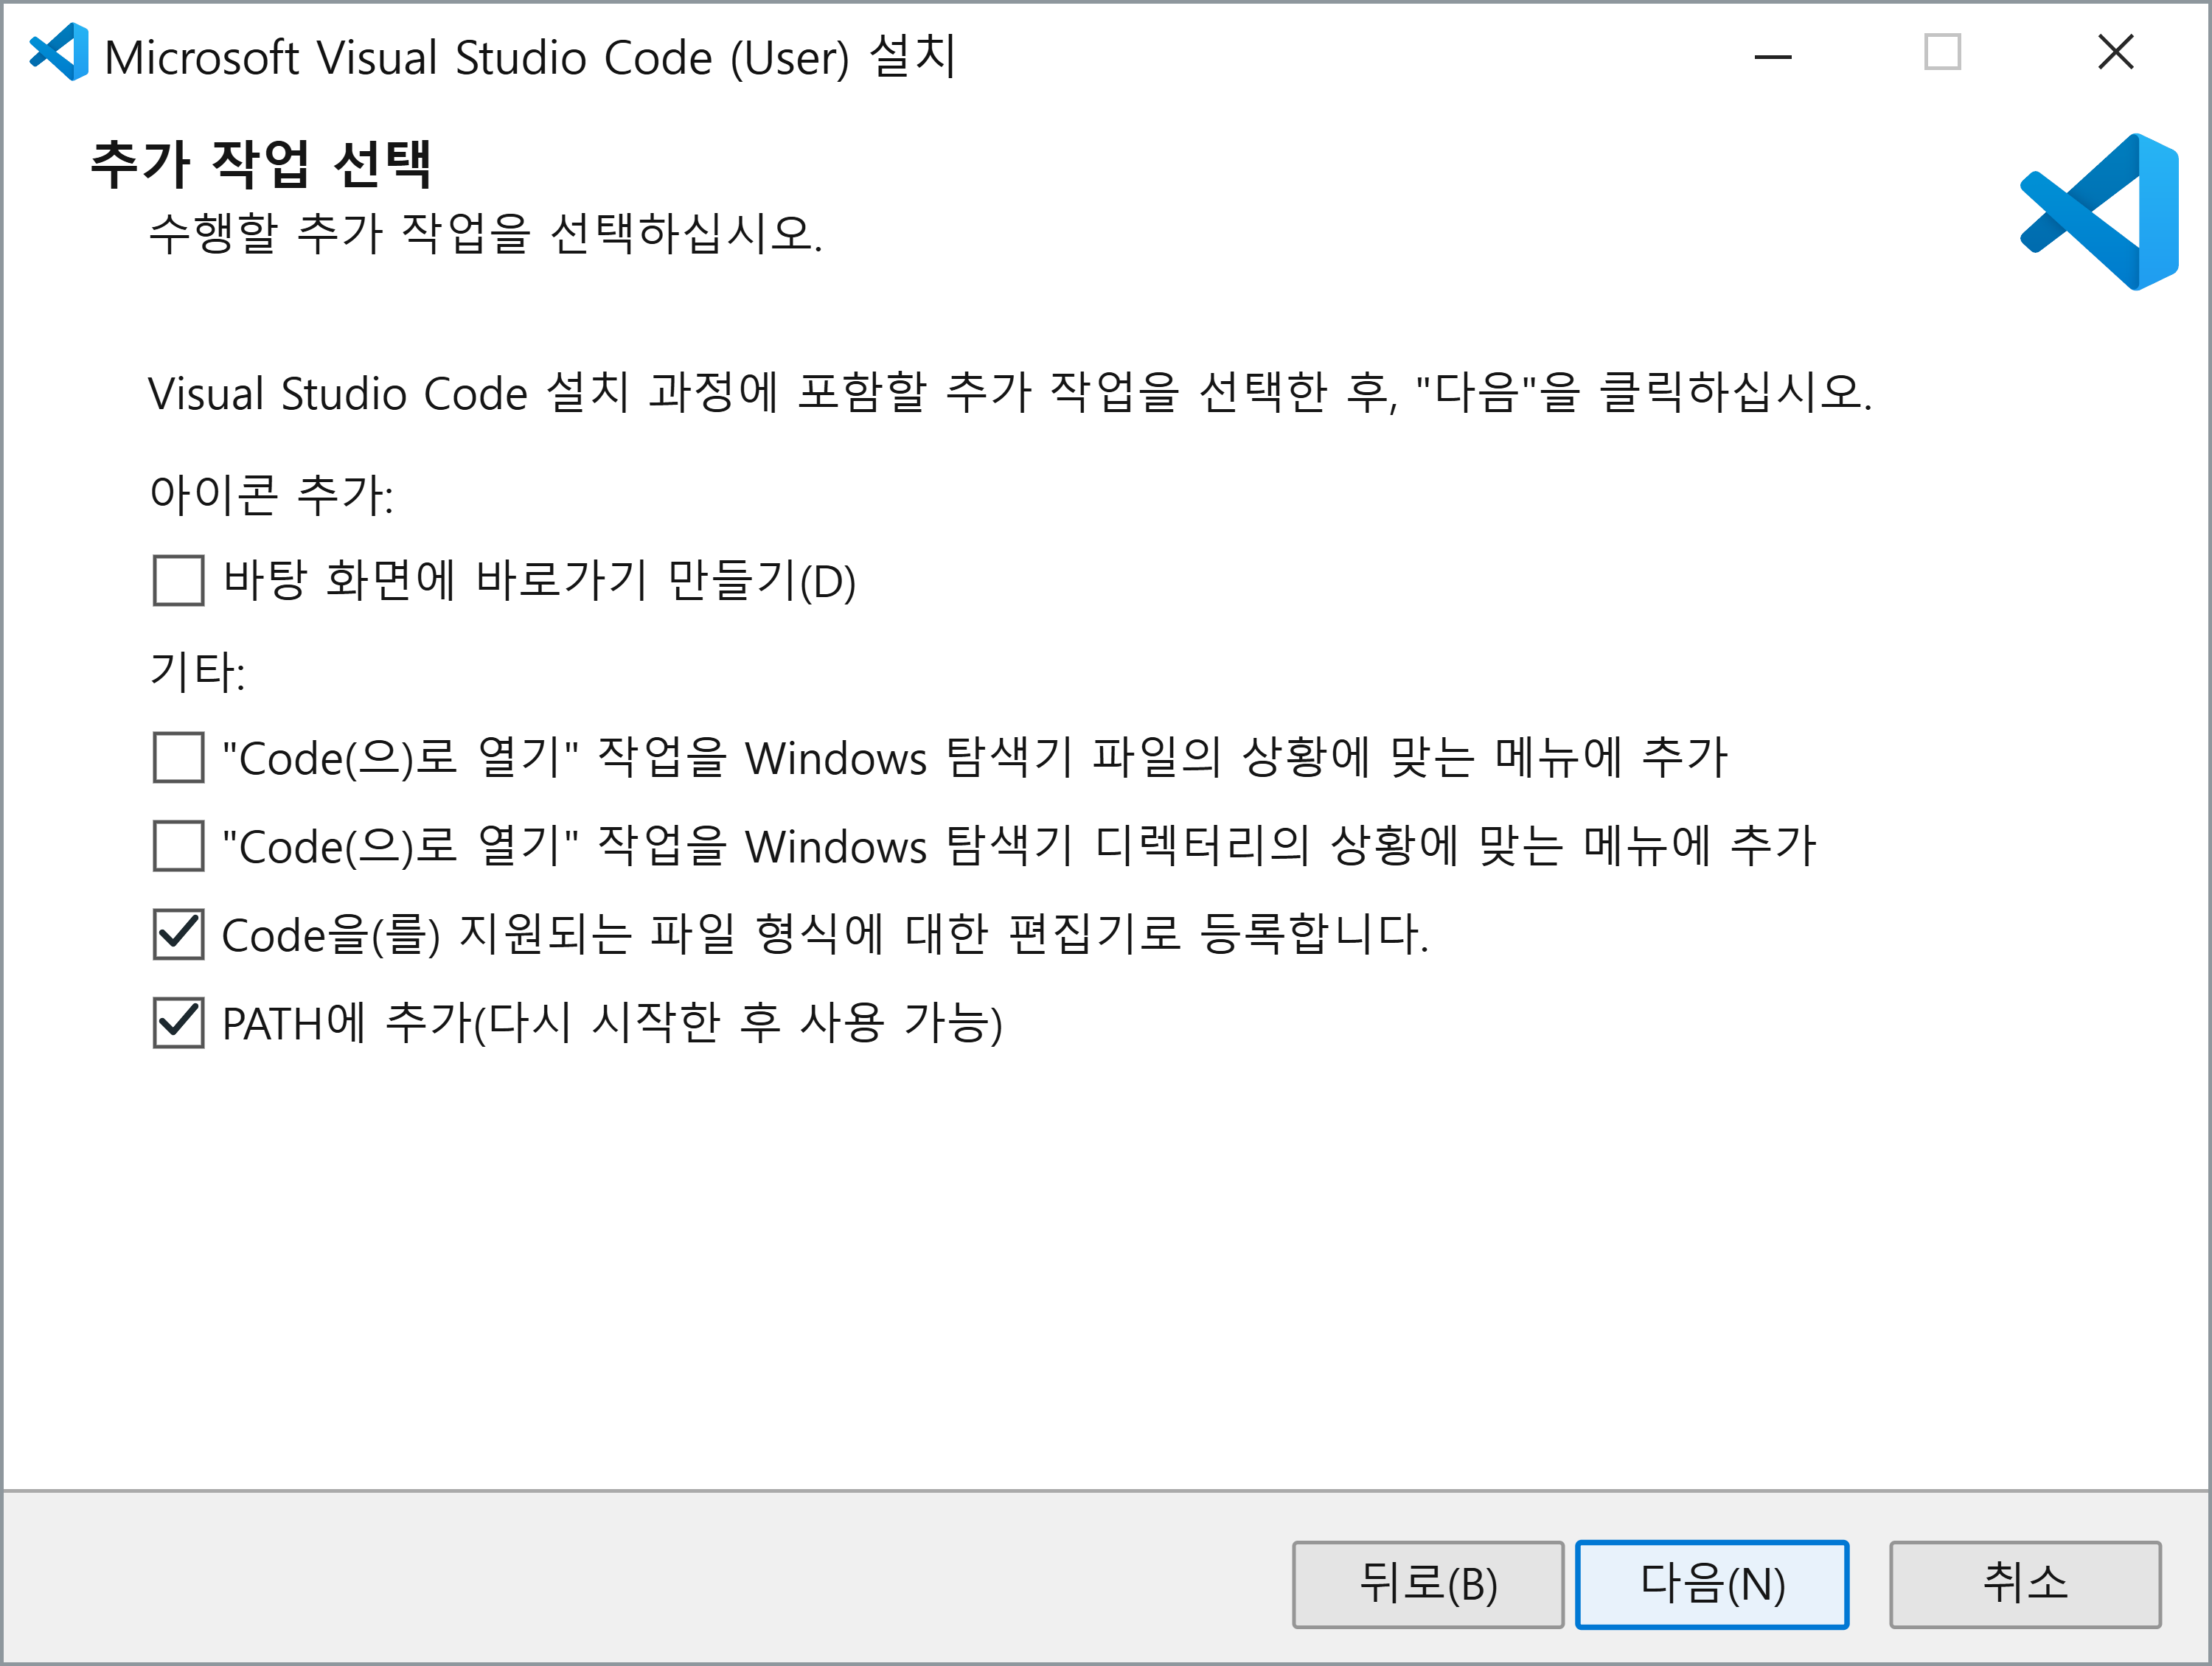 Microsoft Visual Studio Code (User) 설치
추가 작업 선택
수행할 추가 작업을 선택하십시오.
Visual Studio Code 설치 과정에 포함할 추가 작업을 선택한 후, "다음"을 클릭하십시오.
아이콘 추가:
바탕 화면에 바로가기 만들기(D)
기타:
"Code(으)로 열기" 작업을 Windows 탐색기 파일의 상황에 맞는 메뉴에 추가
"Code(으)로 열기" 작업을 Windows 탐색기 디렉터리의 상황에 맞는 메뉴에 추가
Code을(를) 지원되는 파일 형식에 대한 편집기로 등록합니다.
PATH에 추가(다시 시작한 후 사용 가능)
뒤로(B) 다음(N) 취소